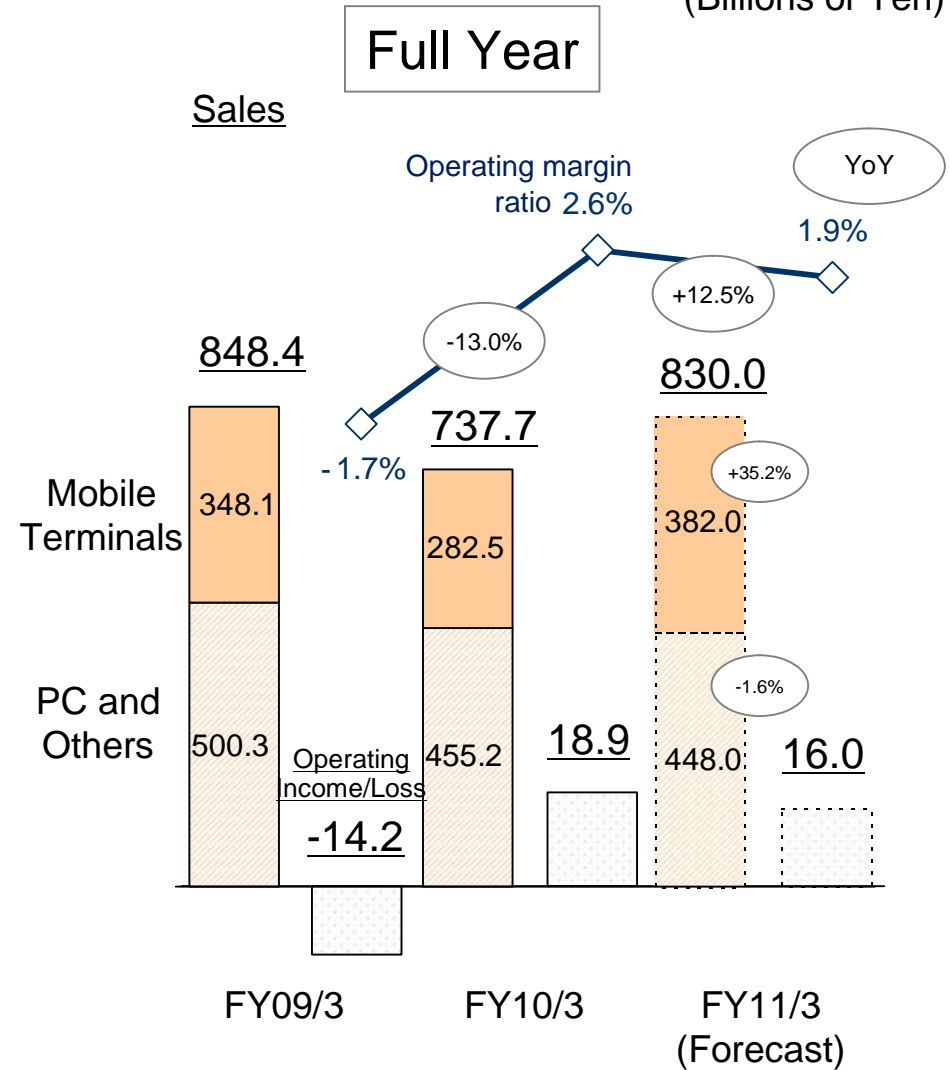 (Billions of Yen)
Full Year
Sales
Operating margin
ratio 2.6%
YoY
1.9%
+12.5%
-13.0%
848.4
830.0
737.7
-1.7%
+35.2%
Mobile
Terminals
348.1
382.0
282.5
-1.6%
PC and
Others
500.3
455.2
448.0
18.9
16.0
Operating
Income/Loss
-14.2
FY09/3
FY10/3
FY11/3
(Forecast)